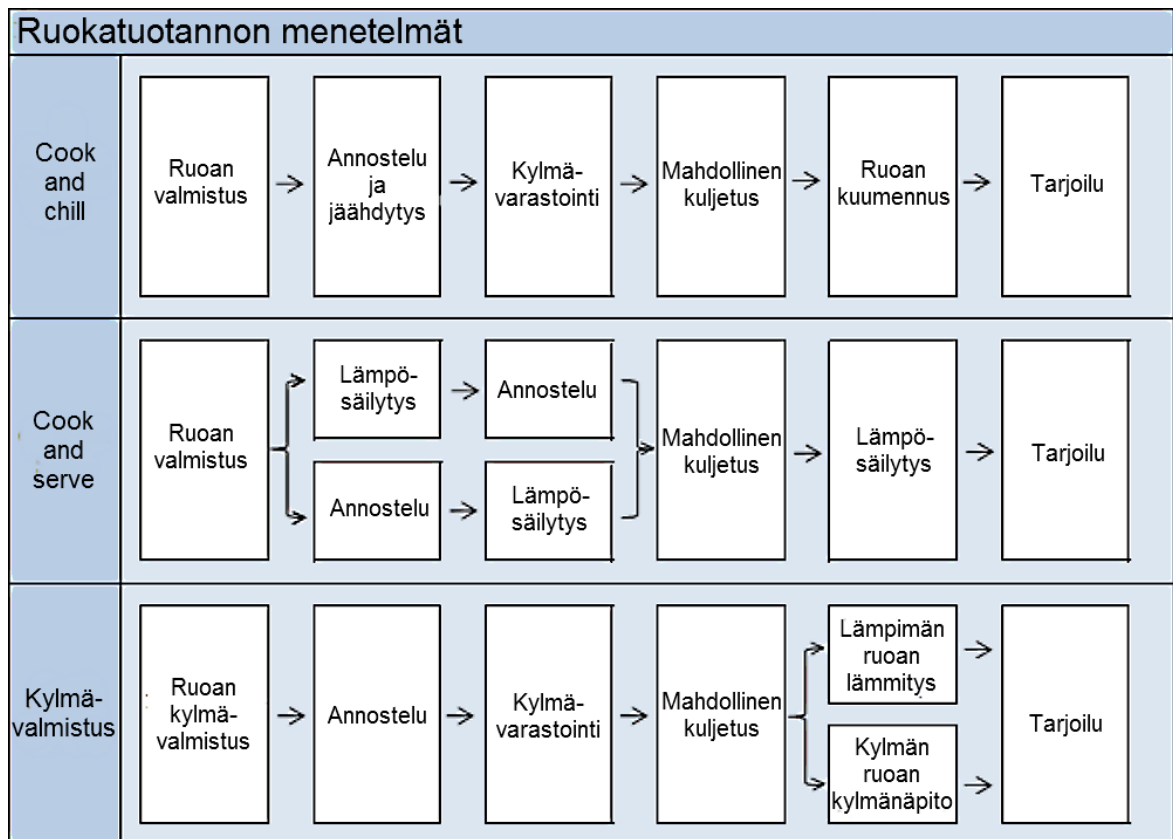 Ruokatuotannon menetelmät
Cook
and
chill
Ruoan
valmistus
Annostelu
ja
jäähdytys
Kylmä-
varastointi
Mahdollinen
kuljetus
Ruoan
kuumennus
Tarjoilu
Cook
and
serve
Ruoan
valmistus
Lämpö-
säilytys
Annostelu
Annostelu
Lämpö-
säilytys
Mahdollinen
kuljetus
Lämpö-
säilytys
Tarjoilu
Kylmä-
valmistus
Ruoan
kylmä-
valmistus
Annostelu
Kylmä-
varastointi
Mahdollinen
kuljetus
Lämpimän
ruoan
lämmitys
Kylmän
ruoan
kylmänäpito
Tarjoilu